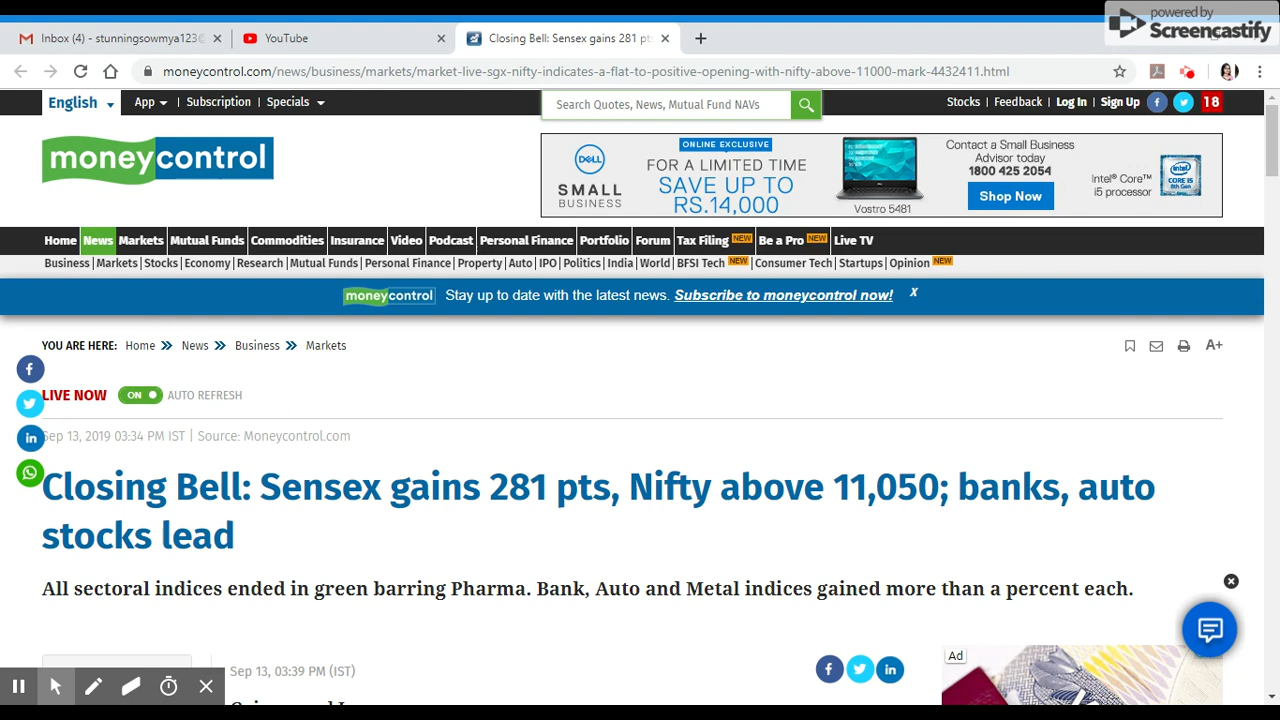 powered by
Screencastify
Inbox (4) - stunningsowmya123@
YouTube
Closing Bell: Sensex gains 281 pt
moneycontrol.com/news/business/markets/market-live-sgx-nifty-indicates-a-flat-to-positive-opening-with-nifty-above-11000-mark-4432411.html
English App | Subscription | Specials
Search Quotes, News, Mutual Fund NAVs
Stocks | Feedback | Log In | Sign Up 18
moneycontrol
DELL
SMALL
BUSINESS
ONLINE EXCLUSIVE
FOR A LIMITED TIME
SAVE UP TO
RS.14,000
Vostro 5481
Contact a Small Business
Advisor today
1800 425 2054
Shop Now
Intel® Core™
i5 processor
intel
CORE i5
8th Gen
Home News Markets Mutual Funds Commodities Insurance Video Podcast Personal Finance Portfolio Forum Tax Filing NEW Be a Pro NEW Live TV
Business | Markets | Stocks | Economy | Research | Mutual Funds | Personal Finance | Property | Auto | IPO | Politics | India | World | BFSI Tech NEW | Consumer Tech | Startups | Opinion NEW
moneycontrol Stay up to date with the latest news. Subscribe to moneycontrol now! X
YOU ARE HERE: Home News Business Markets
A+
LIVE NOW ON AUTO REFRESH
Sep 13, 2019 03:34 PM IST | Source: Moneycontrol.com
Closing Bell: Sensex gains 281 pts, Nifty above 11,050; banks, auto
stocks lead
All sectoral indices ended in green barring Pharma. Bank, Auto and Metal indices gained more than a percent each.
Sep 13, 03:39 PM (IST)
Ad